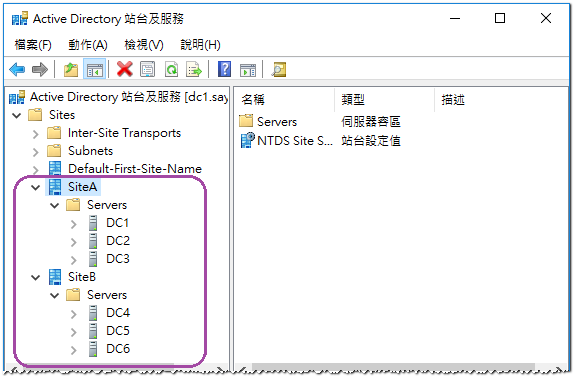 Active Directory 站台及服務
檔案(F) 動作(A) 檢視(V) 說明(H)
Active Directory 站台及服務 [dc1.say
Sites
Inter-Site Transports
Subnets
Default-First-Site-Name
SiteA
Servers
DC1
DC2
DC3
SiteB
Servers
DC4
DC5
DC6
名稱 類型 描述
Servers 伺服器容區
NTDS Site S... 站台設定值